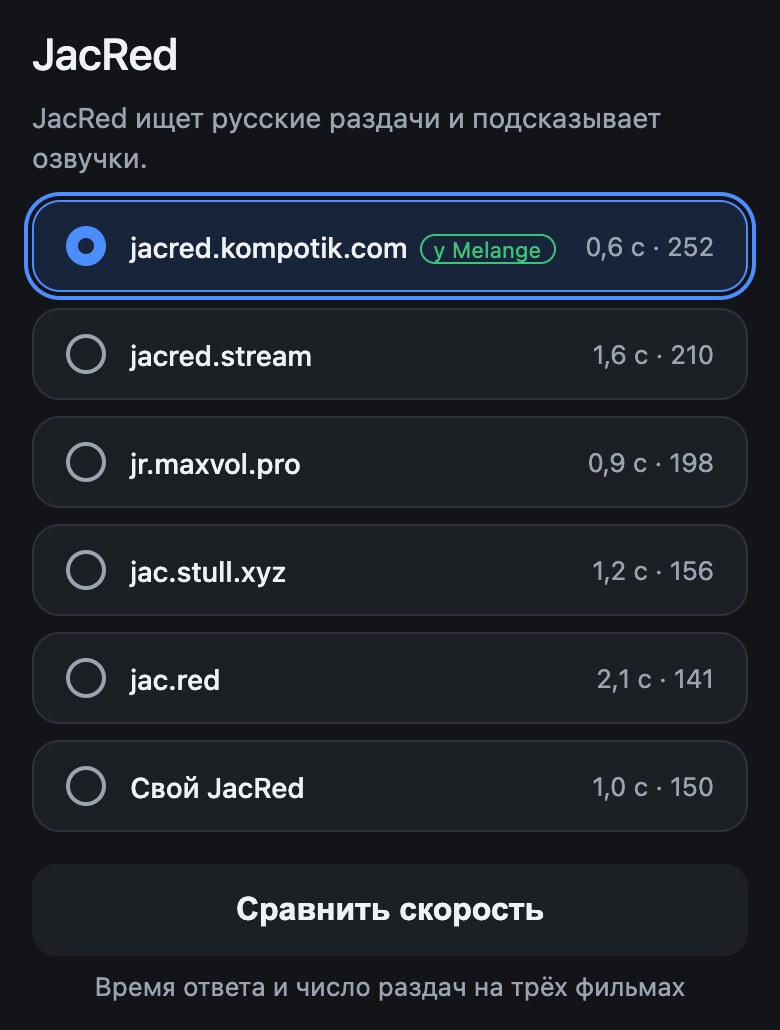 JacRed
JacRed ищет русские раздачи и подсказывает
озвучки.
jacred.kompotik.com у Melange 0,6 с · 252
jacred.stream 1,6 с · 210
jr.maxvol.pro 0,9 с · 198
jac.stull.xyz 1,2 с · 156
jac.red 2,1 с · 141
Свой JacRed 1,0 с · 150
Сравнить скорость
Время ответа и число раздач на трёх фильмах